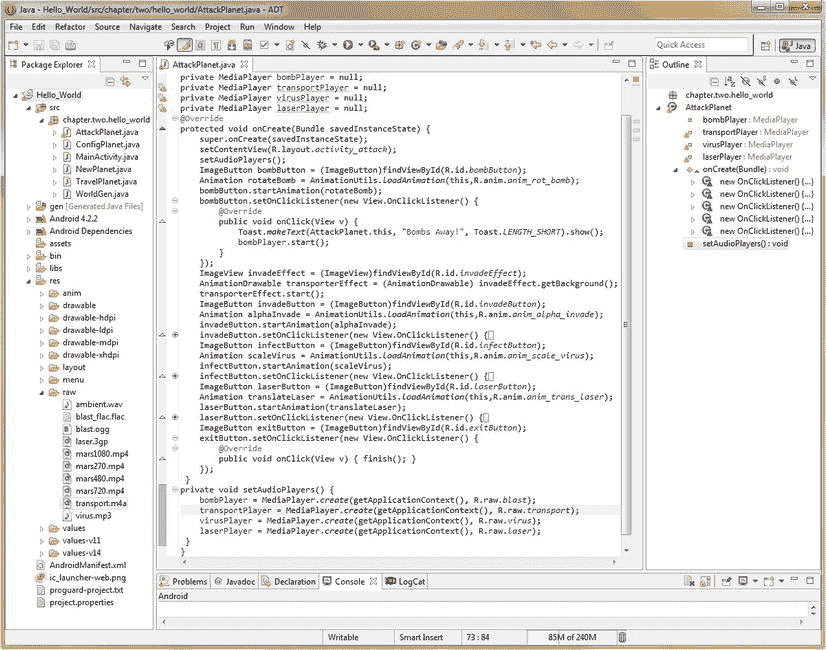 Java - Hello_World/src/chapter/two/hello_world/AttackPlanet.java - ADT
File Edit Refactor Source Navigate Search Project Run Window Help
Quick Access
Java
Package Explorer
Hello_World
src
chapter.two.hello_world
AttackPlanet.java
ConfigPlanet.java
MainActivity.java
NewPlanet.java
TravelPlanet.java
WorldGen.java
gen [Generated Java Files]
Android 4.2.2
Android Dependencies
assets
bin
libs
res
anim
drawable
drawable-hdpi
drawable-ldpi
drawable-mdpi
drawable-xhdpi
layout
menu
raw
ambient.wav
blast_flac.flac
blast.ogg
laser.3gp
mars1080.mp4
mars270.mp4
mars480.mp4
mars720.mp4
transport.m4a
virus.mp3
values
values-v11
values-v14
AndroidManifest.xml
ic_launcher-web.png
proguard-project.txt
project.properties
AttackPlanet.java
private MediaPlayer bombPlayer = null;
private MediaPlayer transportPlayer = null;
private MediaPlayer virusPlayer = null;
private MediaPlayer laserPlayer = null;
@Override
protected void onCreate(Bundle savedInstanceState) {
super.onCreate(savedInstanceState);
setContentView(R.layout.activity_attack);
setAudioPlayers();
ImageButton bombButton = (ImageButton)findViewById(R.id.bombButton);
Animation rotateBomb = AnimationUtils.loadAnimation(this,R.anim.anim_rot_bomb);
bombButton.startAnimation(rotateBomb);
bombButton.setOnClickListener(new View.OnClickListener() {
@Override
public void onClick(View v) {
Toast.makeText(AttackPlanet.this, "Bombs Away!", Toast.LENGTH_SHORT).show();
bombPlayer.start();
}
});
ImageView invadeEffect = (ImageView)findViewById(R.id.invadeEffect);
AnimationDrawable transporterEffect = (AnimationDrawable) invadeEffect.getBackground();
transporterEffect.start();
ImageButton invadeButton = (ImageButton)findViewById(R.id.invadeButton);
Animation alphaInvade = AnimationUtils.loadAnimation(this,R.anim.anim_alpha_invade);
invadeButton.startAnimation(alphaInvade);
invadeButton.setOnClickListener(new View.OnClickListener() {
ImageButton infectButton = (ImageButton)findViewById(R.id.infectButton);
Animation scaleVirus = AnimationUtils.loadAnimation(this,R.anim.anim_scale_virus);
infectButton.startAnimation(scaleVirus);
infectButton.setOnClickListener(new View.OnClickListener() {
ImageButton laserButton = (ImageButton)findViewById(R.id.laserButton);
Animation translateLaser = AnimationUtils.loadAnimation(this,R.anim.anim_trans_laser);
laserButton.startAnimation(translateLaser);
laserButton.setOnClickListener(new View.OnClickListener() {
ImageButton exitButton = (ImageButton)findViewById(R.id.exitButton);
exitButton.setOnClickListener(new View.OnClickListener() {
@Override
public void onClick(View v) { finish(); }
});
}
private void setAudioPlayers() {
bombPlayer = MediaPlayer.create(getApplicationContext(), R.raw.blast);
transportPlayer = MediaPlayer.create(getApplicationContext(), R.raw.transport);
virusPlayer = MediaPlayer.create(getApplicationContext(), R.raw.virus);
laserPlayer = MediaPlayer.create(getApplicationContext(), R.raw.laser);
}
}
Outline
chapter.two.hello_world
AttackPlanet
bombPlayer : MediaPlayer
transportPlayer : MediaPlayer
virusPlayer : MediaPlayer
laserPlayer : MediaPlayer
onCreate(Bundle) : void
new OnClickListener() {...}
new OnClickListener() {...}
new OnClickListener() {...}
new OnClickListener() {...}
new OnClickListener() {...}
setAudioPlayers() : void
Problems @ Javadoc Declaration Console LogCat
Android
Writable Smart Insert 73 : 84 85M of 240M